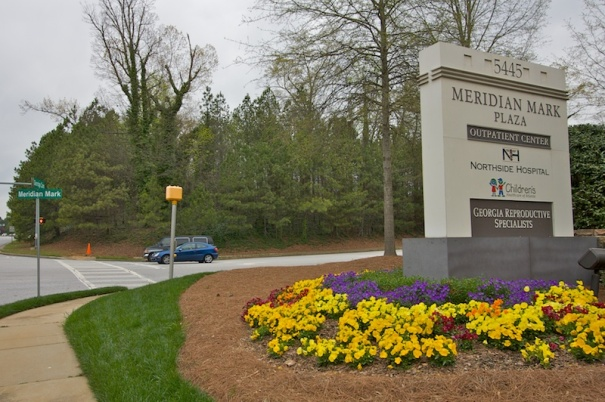 5445
MERIDIAN MARK
PLAZA
OUTPATIENT CENTER
NH
NORTHSIDE HOSPITAL
Children's
GEORGIA REPRODUCTIVE
SPECIALISTS
Meridian Mark